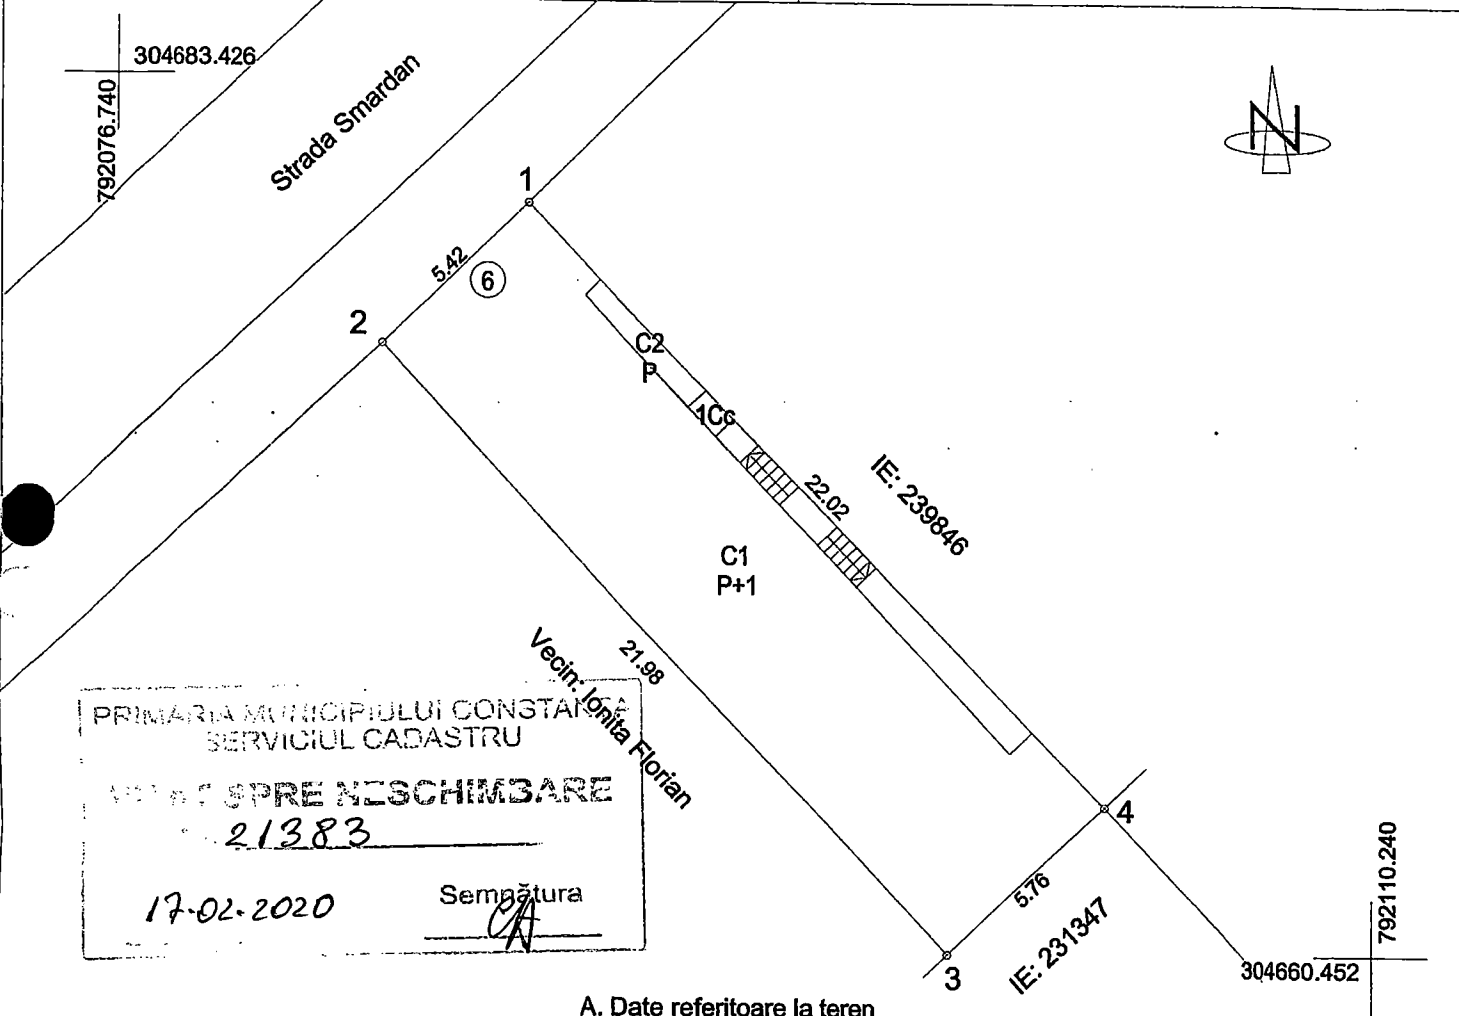 304683.426
792076.740
Strada Smardan
N
1
5.42
6
2
C2
P
1Cc
22.02
IE: 239846
C1
P+1
21.98
Vecin: Ionita Florian
PRIMARIA MUNICIPIULUI CONSTANTA
SERVICIUL CADASTRU
SPRE NESCHIMBARE
21383
17.02.2020
Semnătura
4
5.76
792110.240
IE: 231347
3
304660.452
A. Date referitoare la teren